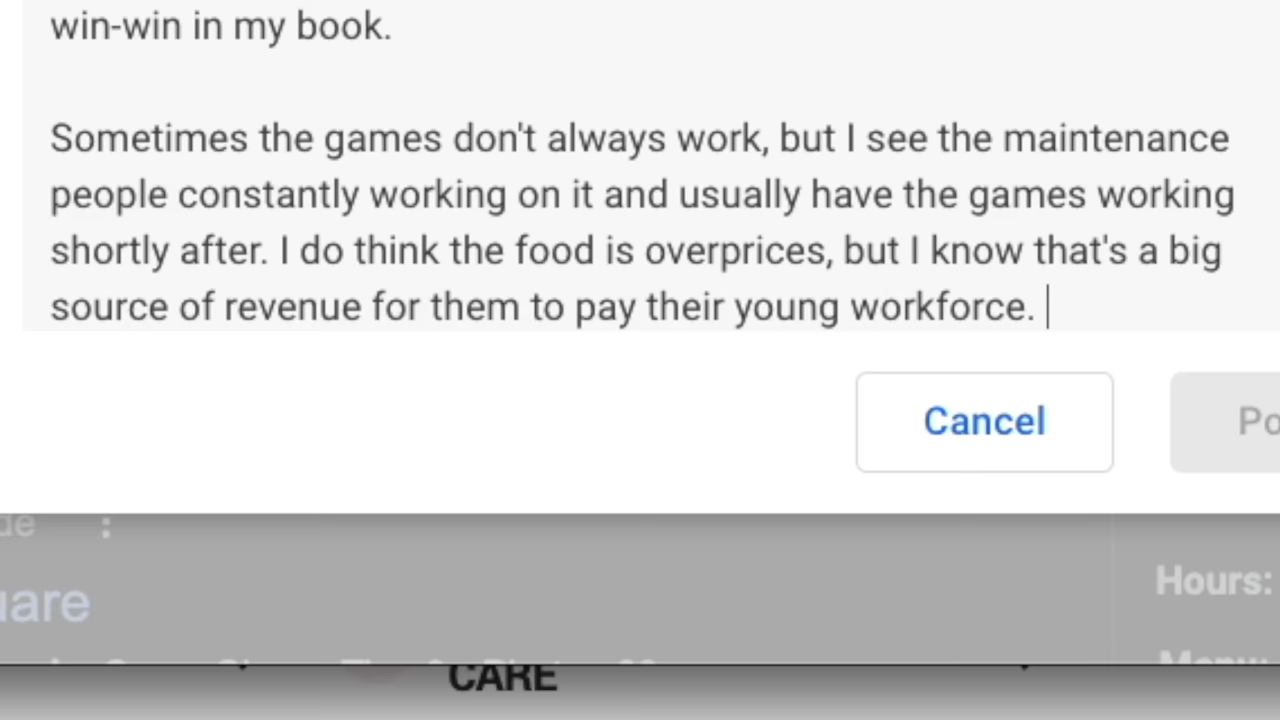 win-win in my book.
Sometimes the games don't always work, but I see the maintenance
people constantly working on it and usually have the games working
shortly after. I do think the food is overprices, but I know that's a big
source of revenue for them to pay their young workforce.
Cancel
Po
de
uare
Hours:
Menu:
CARE